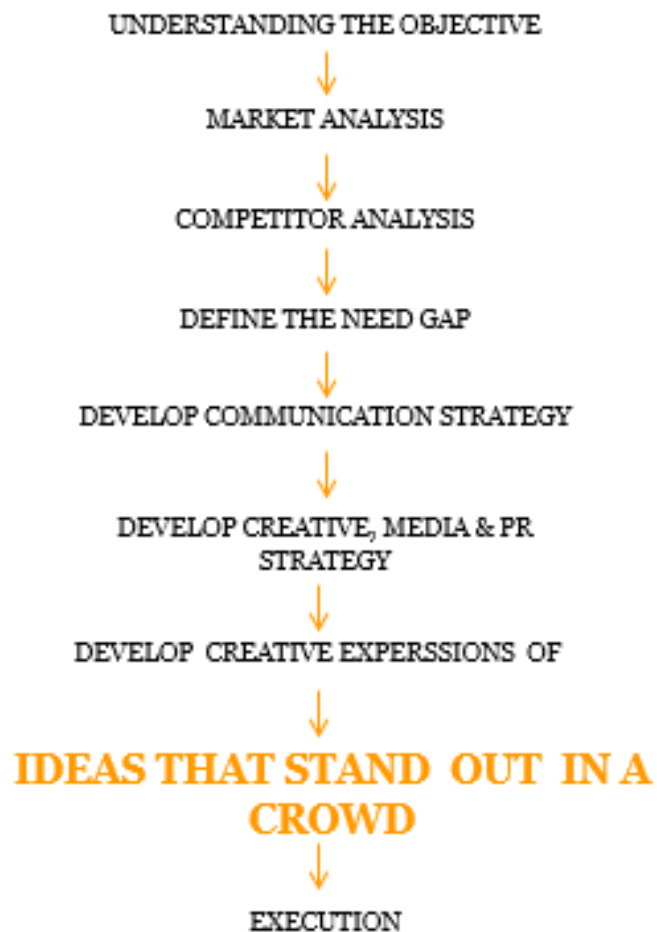 UNDERSTANDING THE OBJECTIVE
MARKET ANALYSIS
COMPETITOR ANALYSIS
DEFINE THE NEED GAP
DEVELOP COMMUNICATION STRATEGY
DEVELOP CREATIVE, MEDIA & PR
STRATEGY
DEVELOP CREATIVE EXPERSSIONS OF
IDEAS THAT STAND OUT IN A
CROWD
EXECUTION